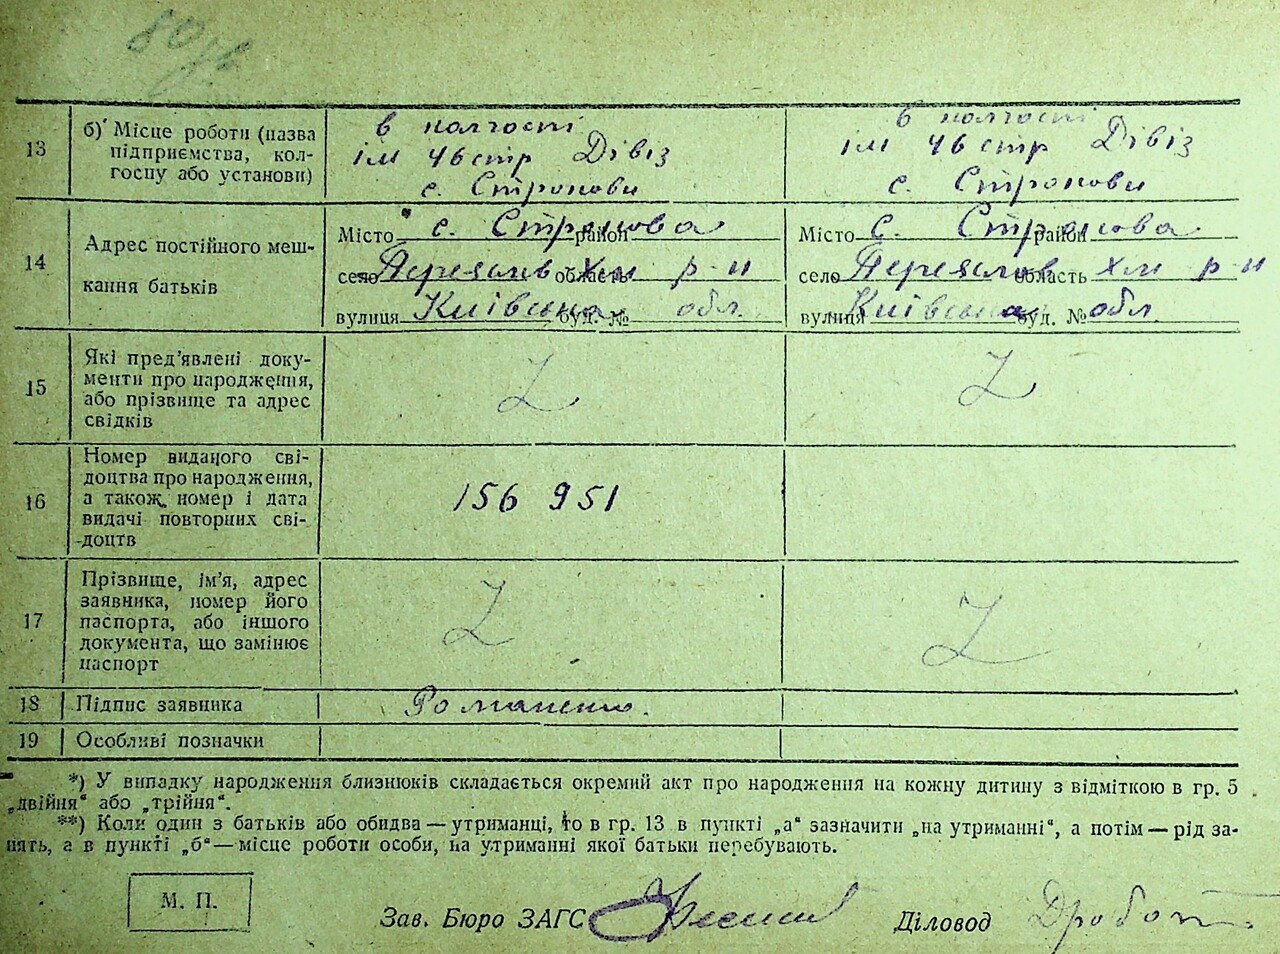 13 б) Місце роботи (назва підприємства, колгоспу або установи)
в колгоспі
ім 46 стр Дівіз
с. Строкови
в колгоспі
ім 46 стр Дівіз
с. Строкови
14 Адрес постійного мешкання батьків
Місто с. Строкова район
село Переяслав область Хм р-н
вулиця Київська буд. № обл.
Місто с. Строкова район
село Переяслав область Хм р-н
вулиця Київська буд. № обл.
15 Які пред'явлені документи про народження, або прізвище та адрес свідків
Z
Z
16 Номер виданого свідоцтва про народження, а також, номер і дата видачі повторних свідоцтв
156 951
17 Прізвище, ім'я, адрес заявника, номер його паспорта, або іншого документа, що замінює паспорт
Z
Z
18 Підпис заявника
Романенко.
19 Особливі позначки
*) У випадку народження близнюків складається окремий акт про народження на кожну дитину з відміткою в гр. 5
„двійня" або „трійня".
**) Коли один з батьків або обидва — утриманці, то в гр. 13 в пункті „а" зазначити „на утриманні", а потім — рід за-
нять, а в пункті „б" — місце роботи особи, на утриманні якої батьки перебувають.
М. П.
Зав. Бюро ЗАГС
Діловод Дробот